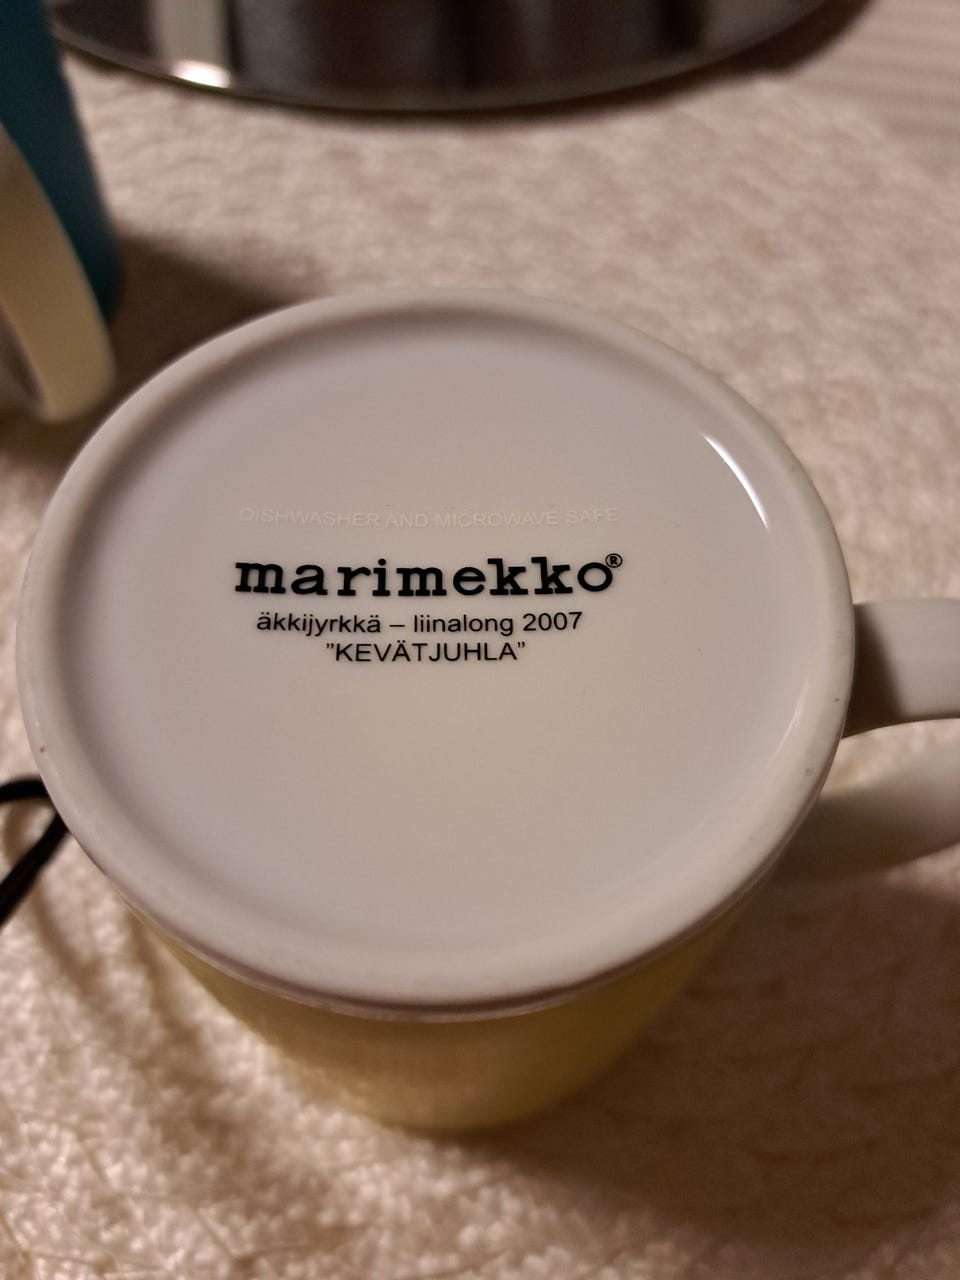 DISHWASHER AND MICROWAVE SAFE
marimekko®
äkkijyrkkä – liinalong 2007
”KEVÄTJUHLA”